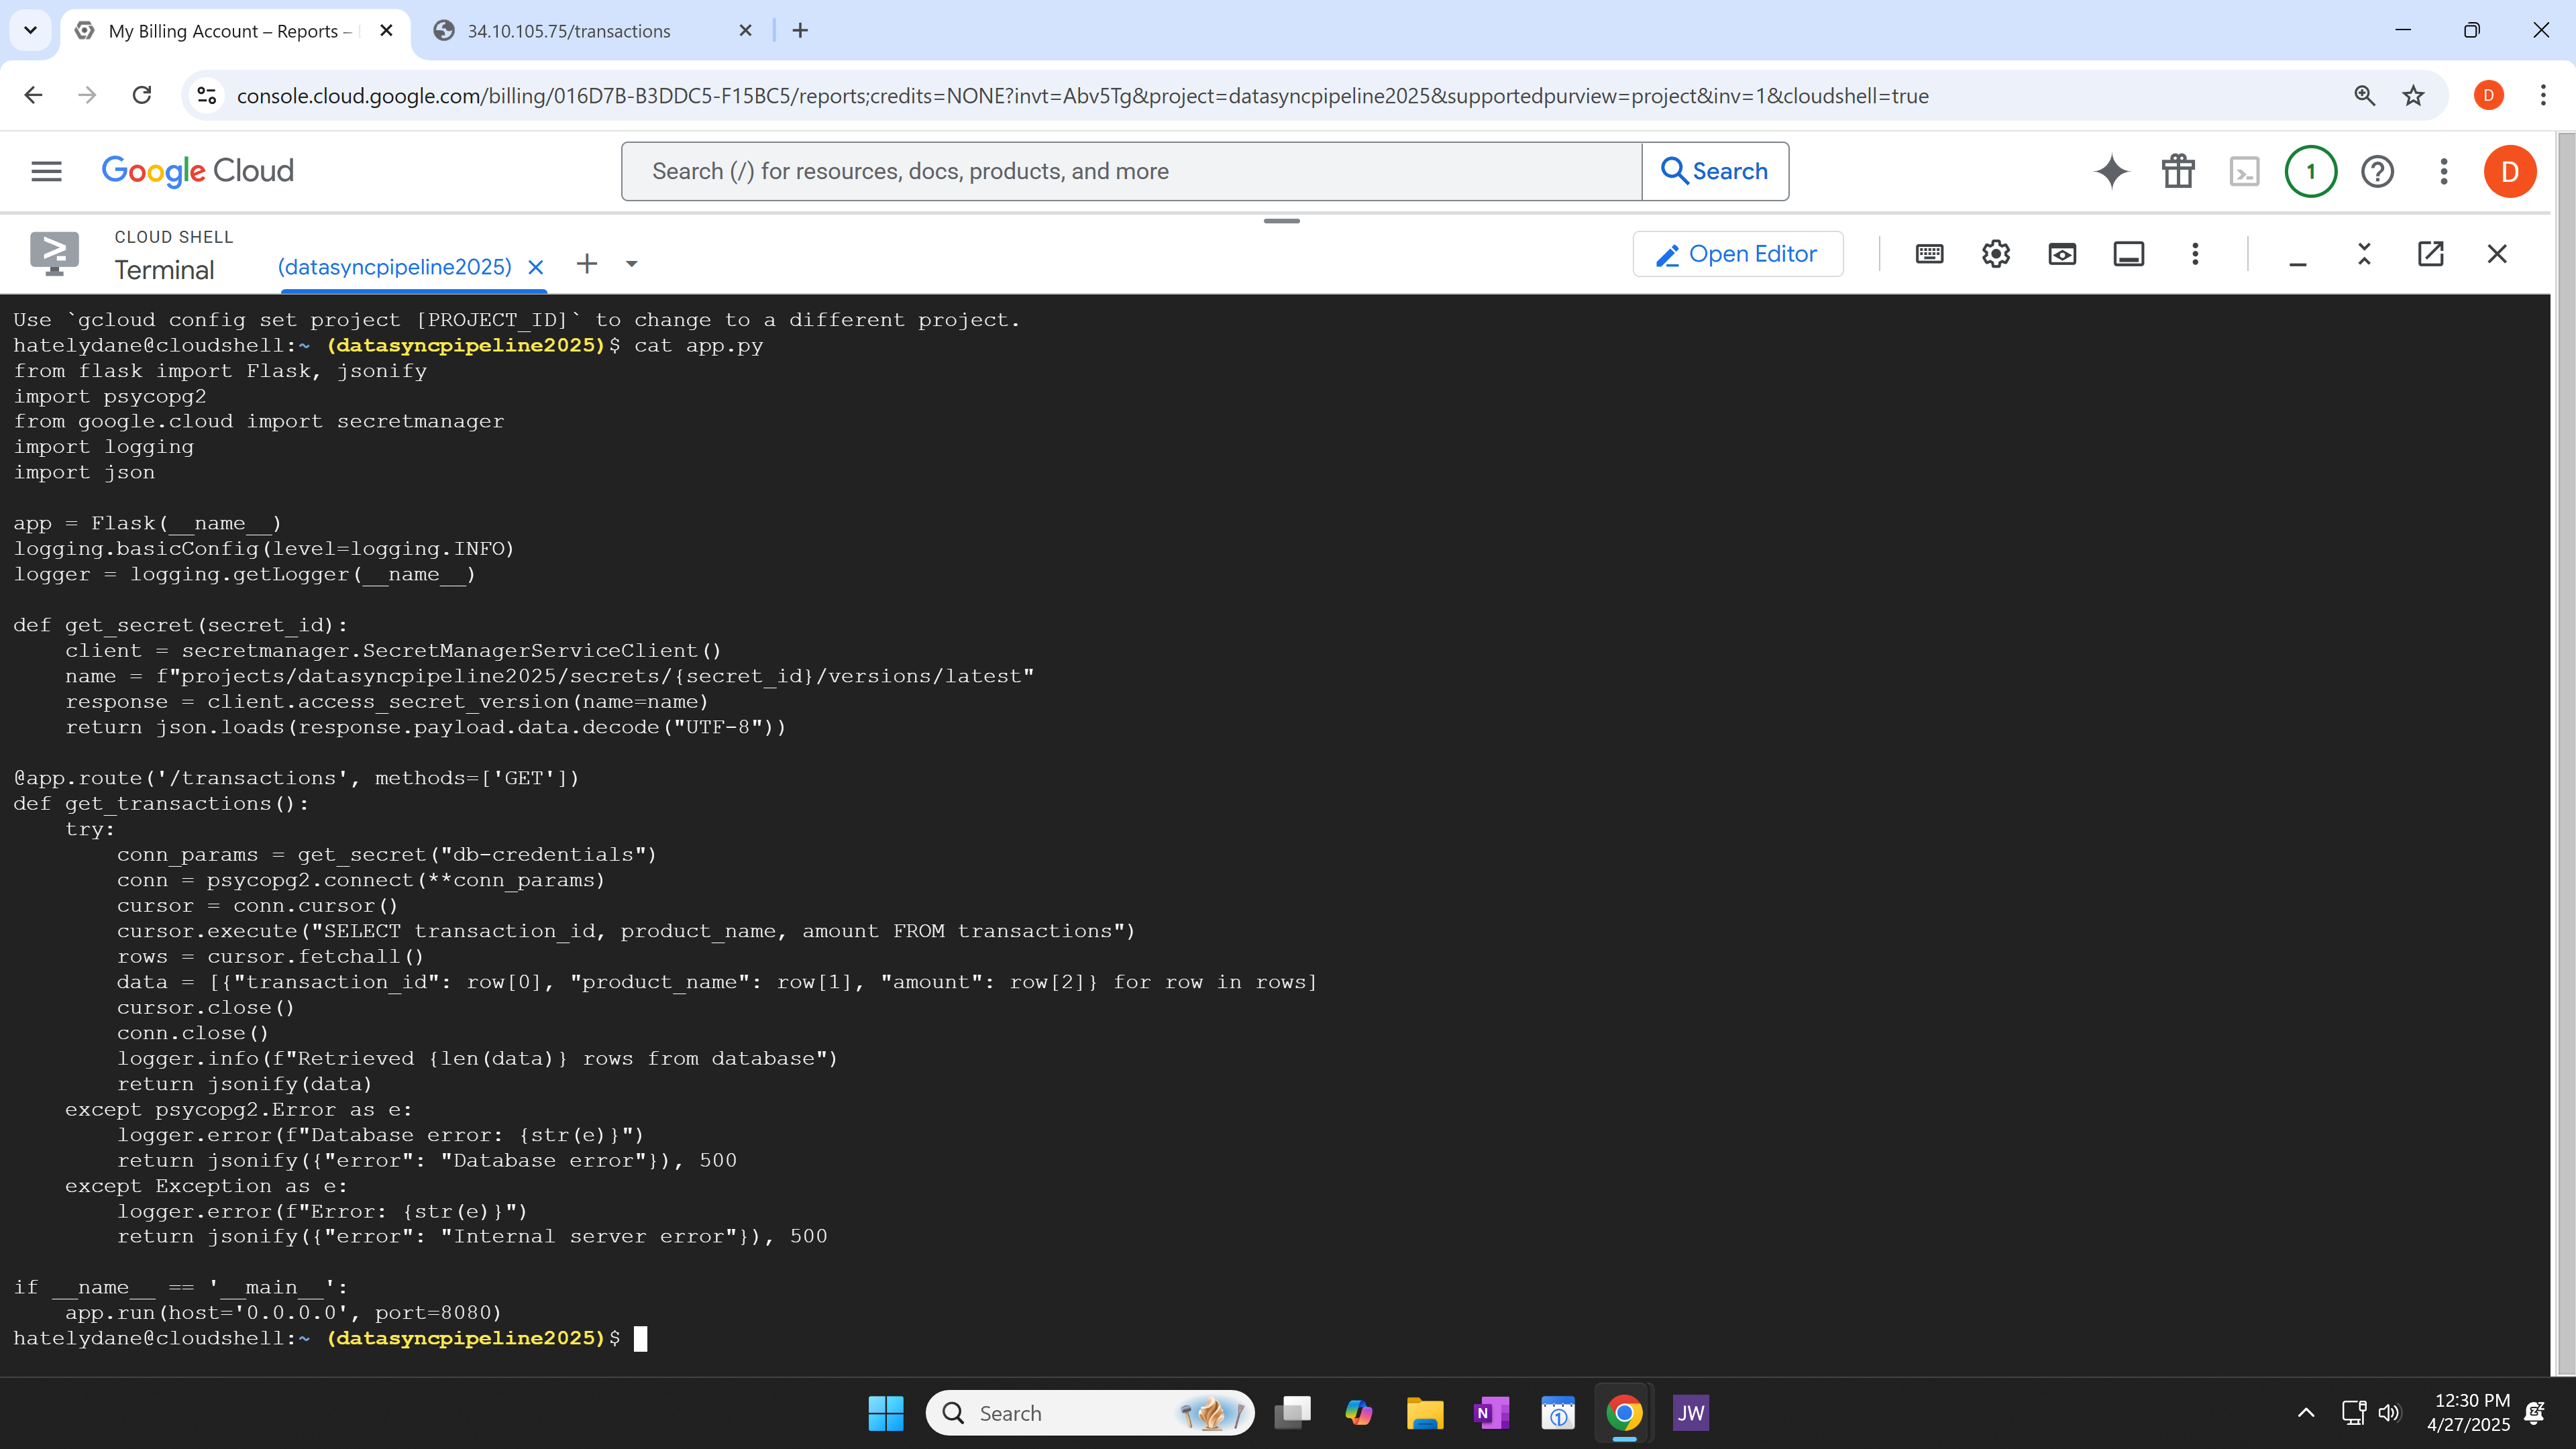 My Billing Account – Reports –
34.10.105.75/transactions
console.cloud.google.com/billing/016D7B-B3DDC5-F15BC5/reports;credits=NONE?invt=Abv5Tg&project=datasyncpipeline2025&supportedpurview=project&inv=1&cloudshell=true
D
Google Cloud
Search (/) for resources, docs, products, and more
Search
1
D
CLOUD SHELL
Terminal
(datasyncpipeline2025)
Open Editor
Use `gcloud config set project [PROJECT_ID]` to change to a different project.
hatelydane@cloudshell:~ (datasyncpipeline2025)$ cat app.py
from flask import Flask, jsonify
import psycopg2
from google.cloud import secretmanager
import logging
import json
app = Flask(__name__)
logging.basicConfig(level=logging.INFO)
logger = logging.getLogger(__name__)
def get_secret(secret_id):
    client = secretmanager.SecretManagerServiceClient()
    name = f"projects/datasyncpipeline2025/secrets/{secret_id}/versions/latest"
    response = client.access_secret_version(name=name)
    return json.loads(response.payload.data.decode("UTF-8"))
@app.route('/transactions', methods=['GET'])
def get_transactions():
    try:
        conn_params = get_secret("db-credentials")
        conn = psycopg2.connect(**conn_params)
        cursor = conn.cursor()
        cursor.execute("SELECT transaction_id, product_name, amount FROM transactions")
        rows = cursor.fetchall()
        data = [{"transaction_id": row[0], "product_name": row[1], "amount": row[2]} for row in rows]
        cursor.close()
        conn.close()
        logger.info(f"Retrieved {len(data)} rows from database")
        return jsonify(data)
    except psycopg2.Error as e:
        logger.error(f"Database error: {str(e)}")
        return jsonify({"error": "Database error"}), 500
    except Exception as e:
        logger.error(f"Error: {str(e)}")
        return jsonify({"error": "Internal server error"}), 500
if __name__ == '__main__':
    app.run(host='0.0.0.0', port=8080)
hatelydane@cloudshell:~ (datasyncpipeline2025)$
Search
N
1
JW
12:30 PM
4/27/2025